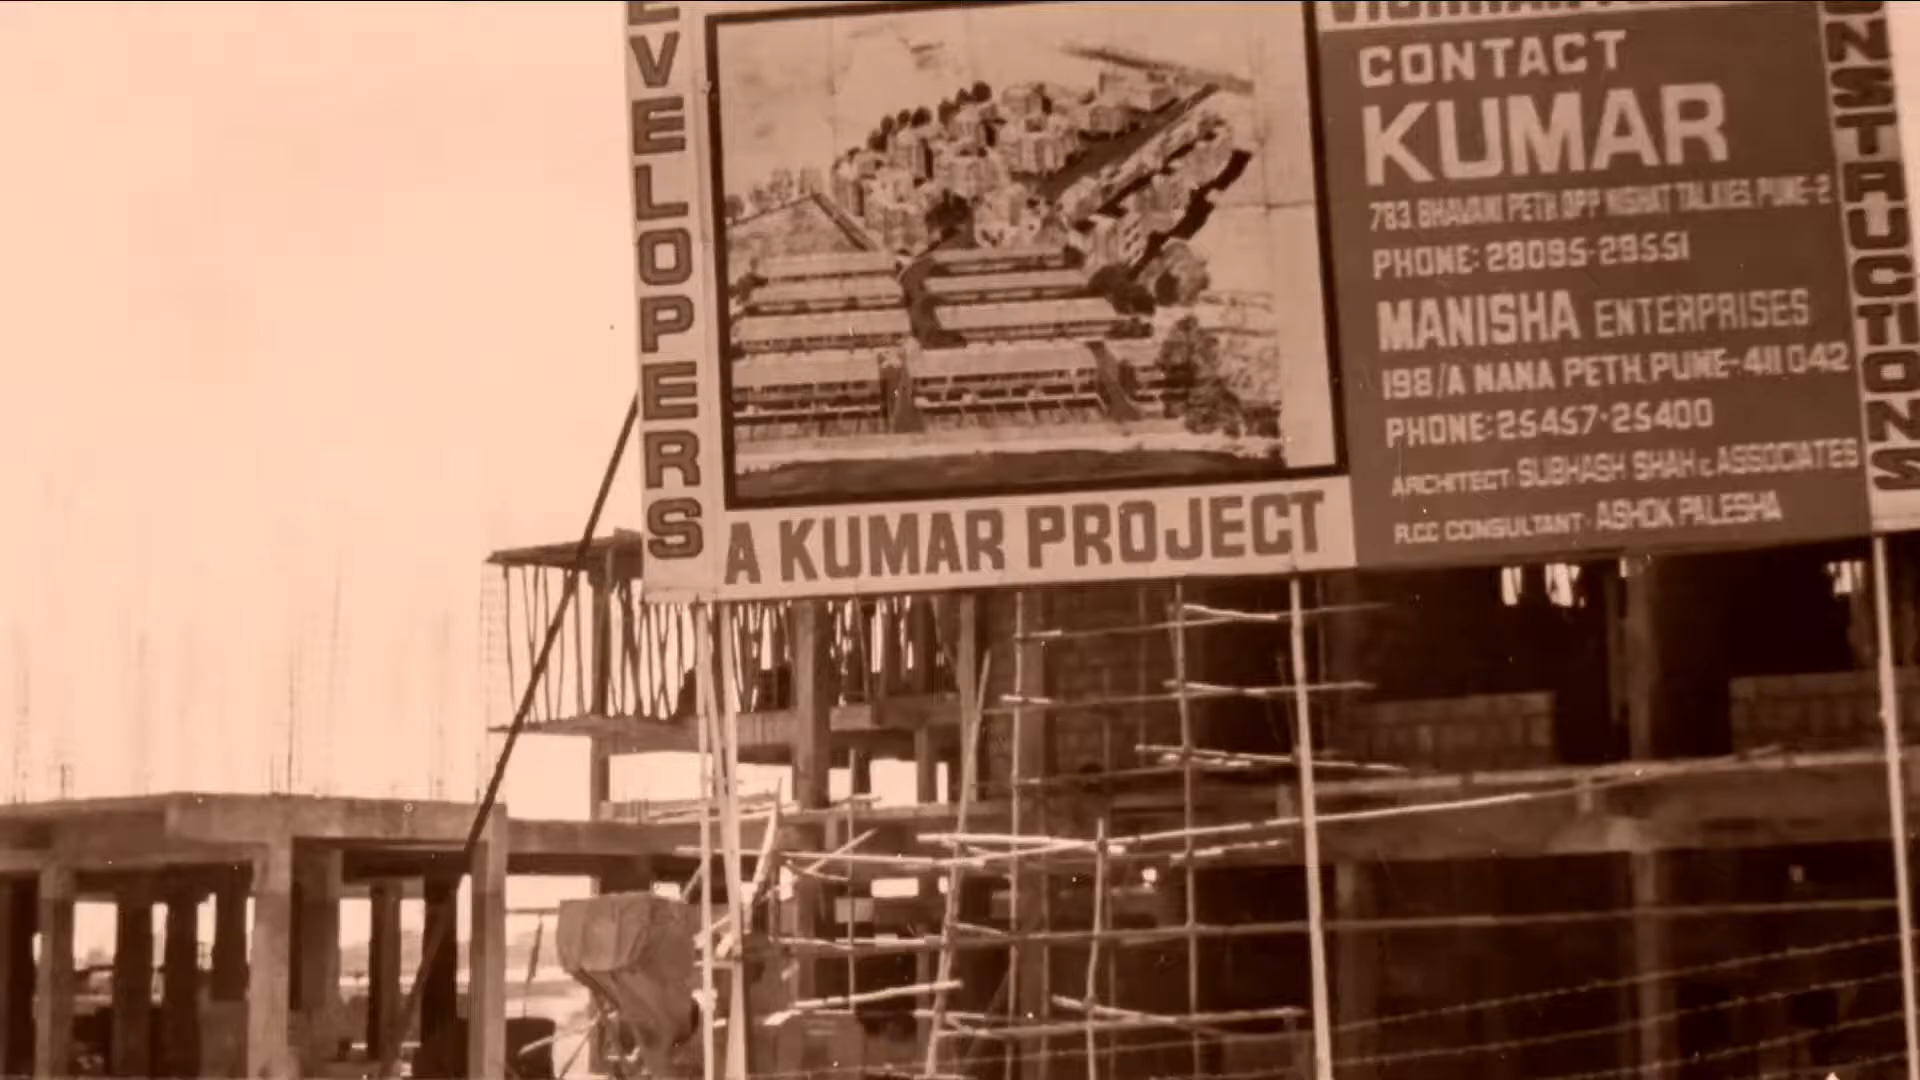 EVELOPERS
A KUMAR PROJECT
CONTACT
KUMAR
783, BHAVANI PETH. OPP NISHAT TALKIES, PUNE-2
PHONE: 28095-29551
MANISHA ENTERPRISES
198/A NANA PETH, PUNE-411 042
PHONE: 25457-25400
ARCHITECT: SUBHASH SHAH & ASSOCIATES
R.C.C CONSULTANT: ASHOK PALESHA
ONSTRUCTIONS